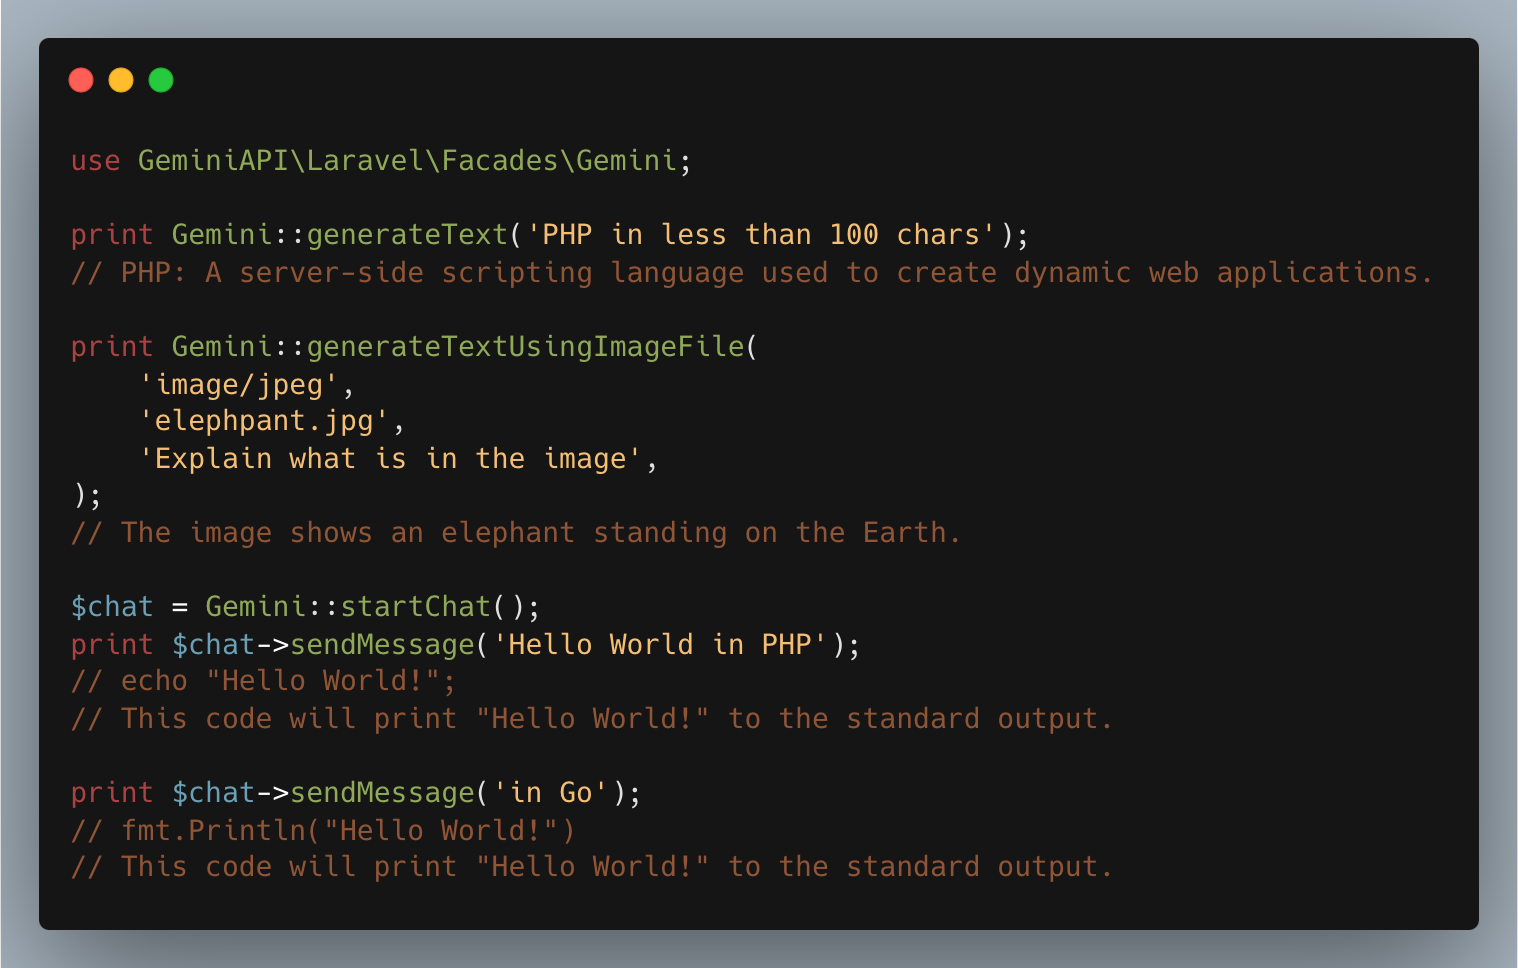 use GeminiAPI\Laravel\Facades\Gemini;

print Gemini::generateText('PHP in less than 100 chars');
// PHP: A server-side scripting language used to create dynamic web applications.

print Gemini::generateTextUsingImageFile(
    'image/jpeg',
    'elephpant.jpg',
    'Explain what is in the image',
);
// The image shows an elephant standing on the Earth.

$chat = Gemini::startChat();
print $chat->sendMessage('Hello World in PHP');
// echo "Hello World!";
// This code will print "Hello World!" to the standard output.

print $chat->sendMessage('in Go');
// fmt.Println("Hello World!")
// This code will print "Hello World!" to the standard output.